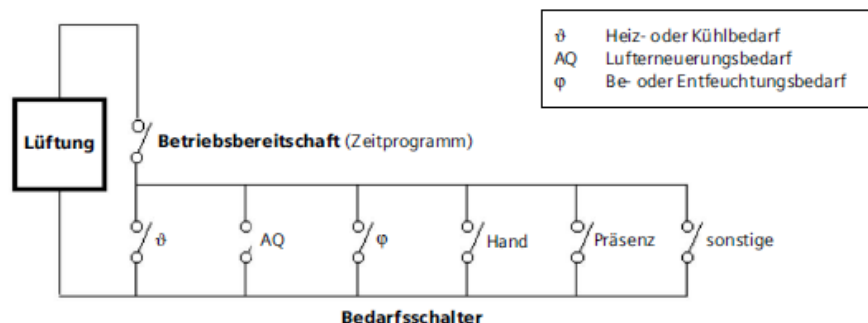 ϑ Heiz- oder Kühlbedarf
AQ Lufterneuerungsbedarf
φ Be- oder Entfeuchtungsbedarf
Lüftung
Betriebsbereitschaft (Zeitprogramm)
ϑ AQ φ Hand Präsenz sonstige
Bedarfsschalter